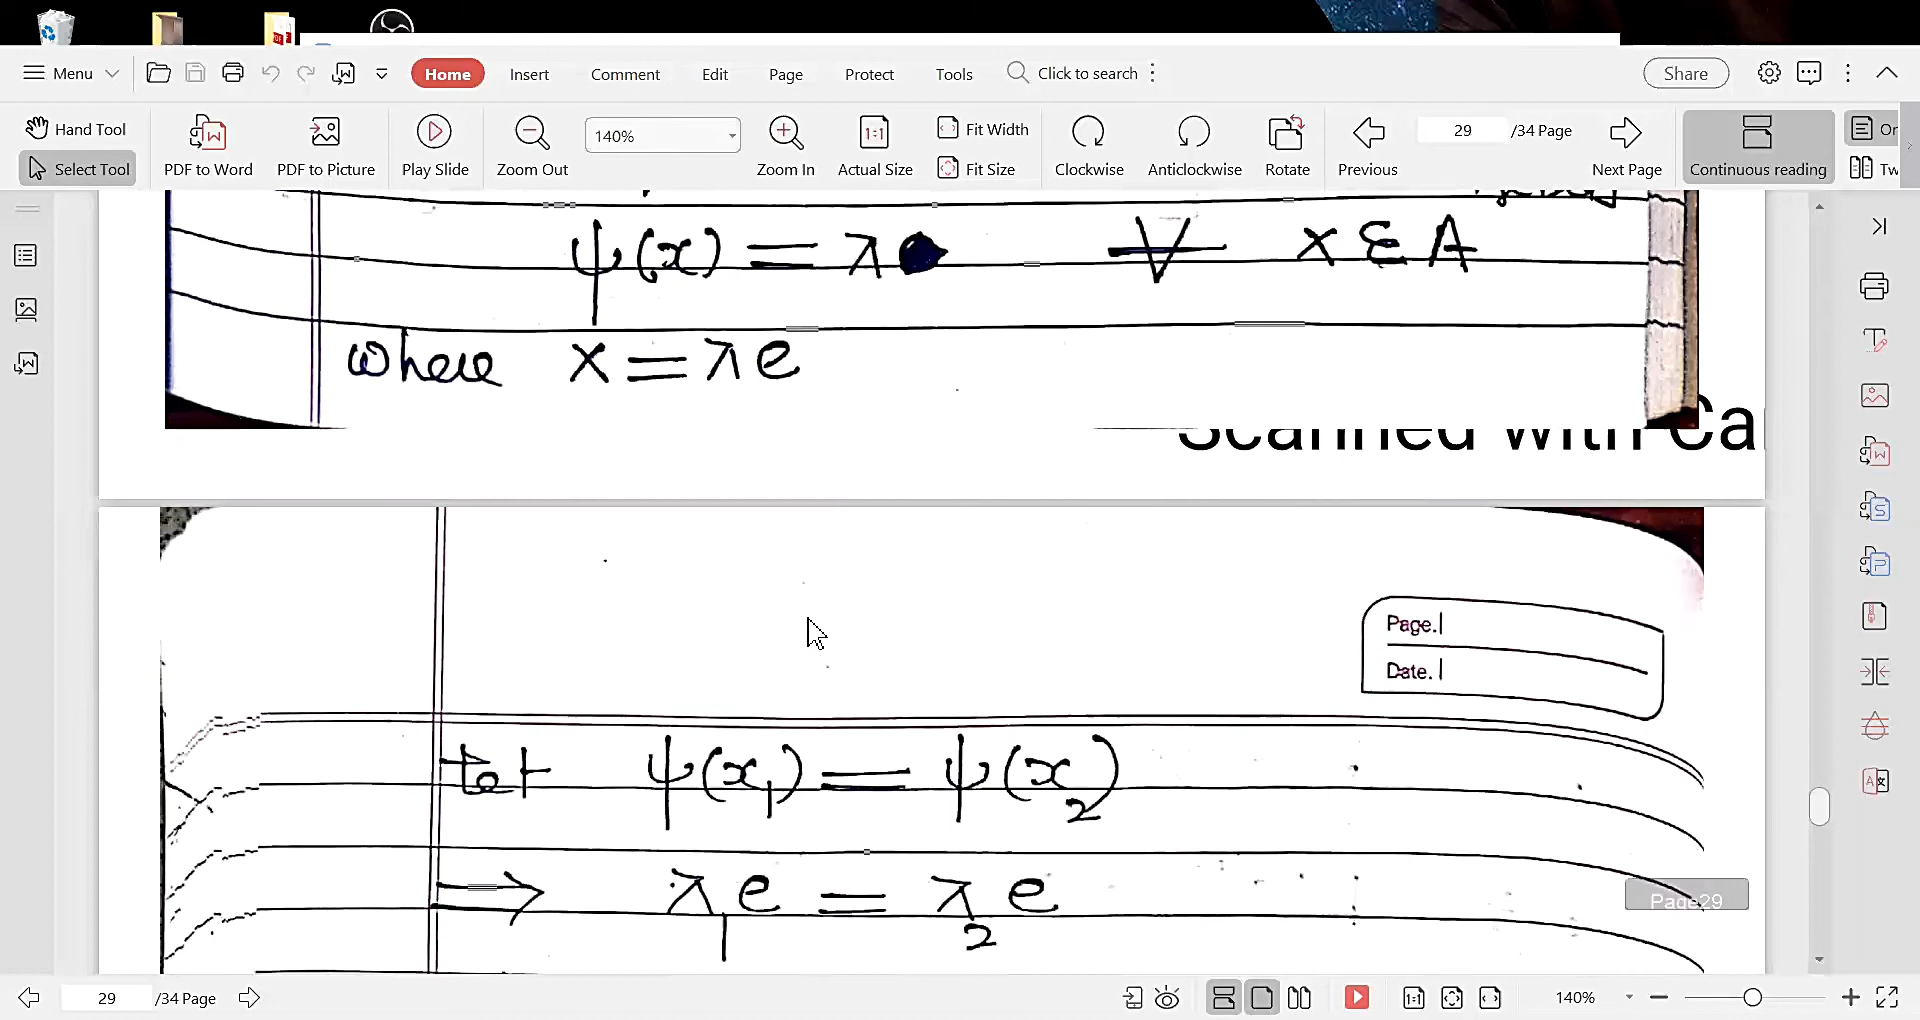 Menu Home Insert Comment Edit Page Protect Tools Click to search Share
Hand Tool
Select Tool
PDF to Word PDF to Picture Play Slide Zoom Out 140% Zoom In Actual Size Fit Width Fit Size Clockwise Anticlockwise Rotate Previous 29 /34 Page Next Page Continuous reading
ψ(x) = λ ∀ x ∈ A
where x = λe
Scanned with Ca
Page.
Date.
Let ψ(x₁) = ψ(x₂)
⇒ λ₁e = λ₂e
Page29
29 /34 Page 140%